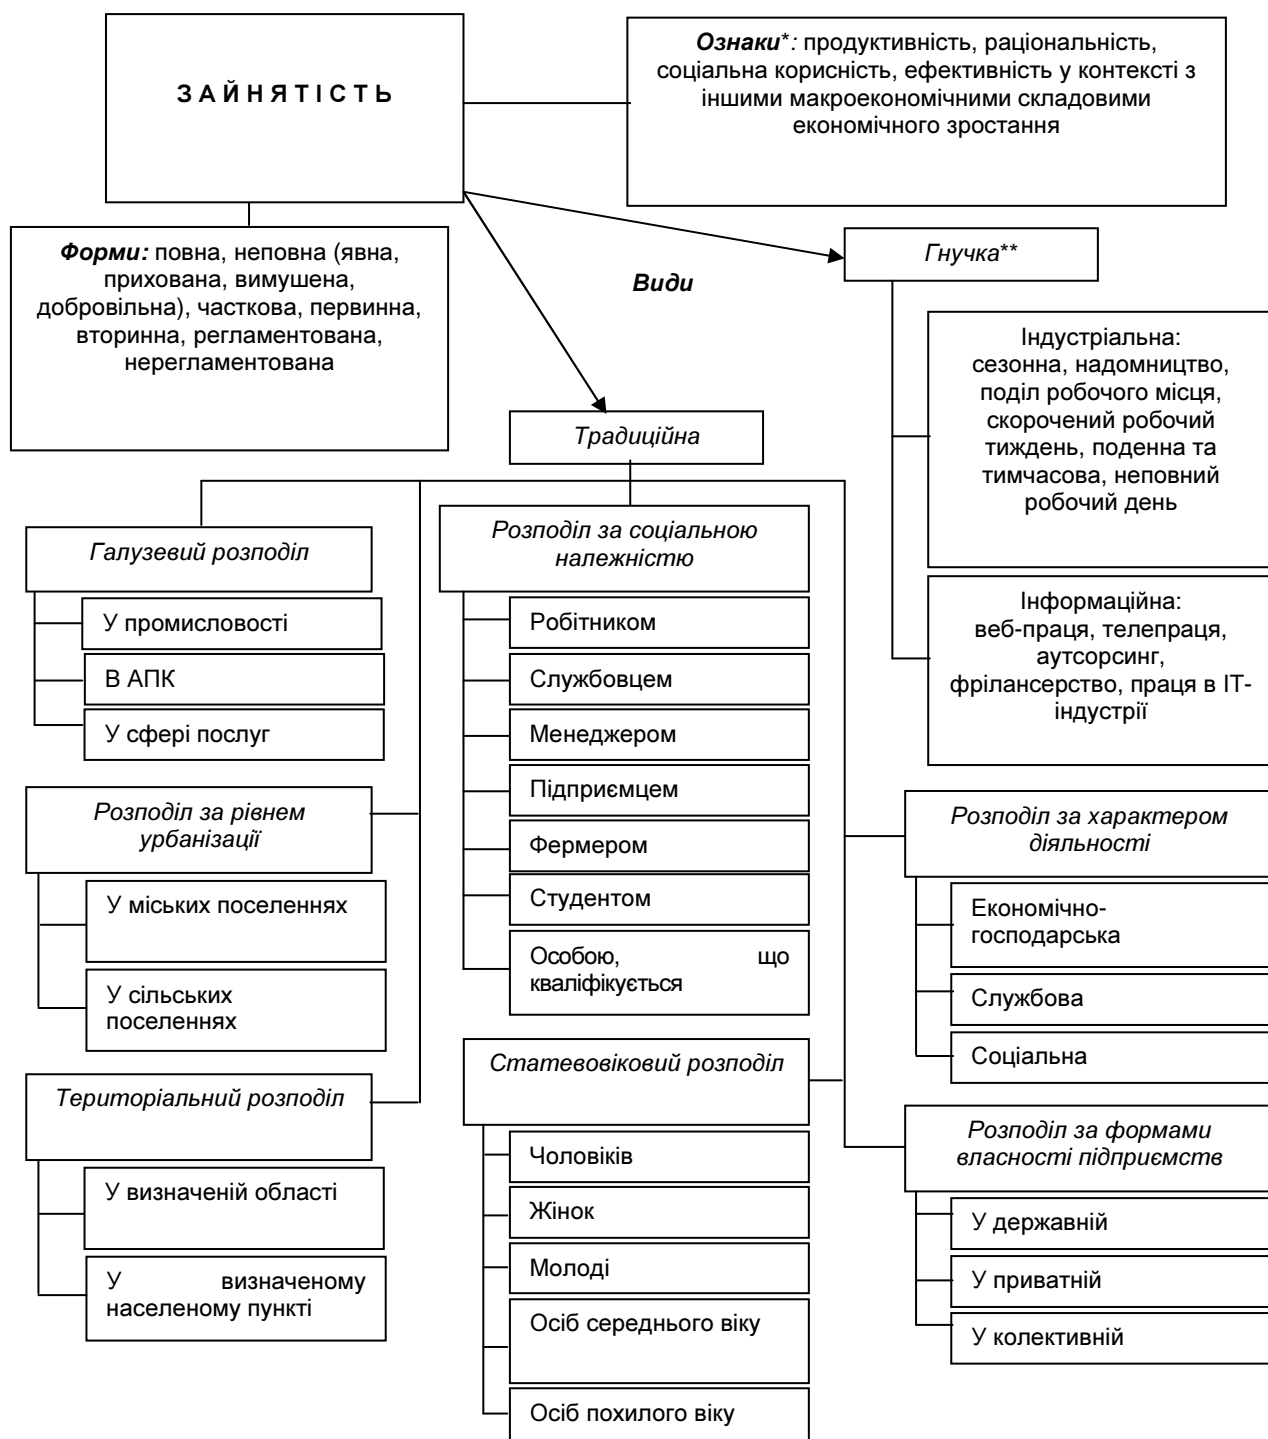 З А Й Н Я Т І С Т Ь
Ознаки*: продуктивність, раціональність,
соціальна корисність, ефективність у контексті з
іншими макроекономічними складовими
економічного зростання
Форми: повна, неповна (явна,
прихована, вимушена,
добровільна), часткова, первинна,
вторинна, регламентована,
нерегламентована
Види
Гнучка**
Індустріальна:
сезонна, надомництво,
поділ робочого місця,
скорочений робочий
тиждень, поденна та
тимчасова, неповний
робочий день
Інформаційна:
веб-праця, телепраця,
аутсорсинг,
фрілансерство, праця в ІТ-
індустрії
Традиційна
Галузевий розподіл
У промисловості
В АПК
У сфері послуг
Розподіл за рівнем
урбанізації
У міських поселеннях
У сільських
поселеннях
Територіальний розподіл
У визначеній області
У визначеному
населеному пункті
Розподіл за соціальною
належністю
Робітником
Службовцем
Менеджером
Підприємцем
Фермером
Студентом
Особою, що
кваліфікується
Статевовіковий розподіл
Чоловіків
Жінок
Молоді
Осіб середнього віку
Осіб похилого віку
Розподіл за характером
діяльності
Економічно-
господарська
Службова
Соціальна
Розподіл за формами
власності підприємств
У державній
У приватній
У колективній